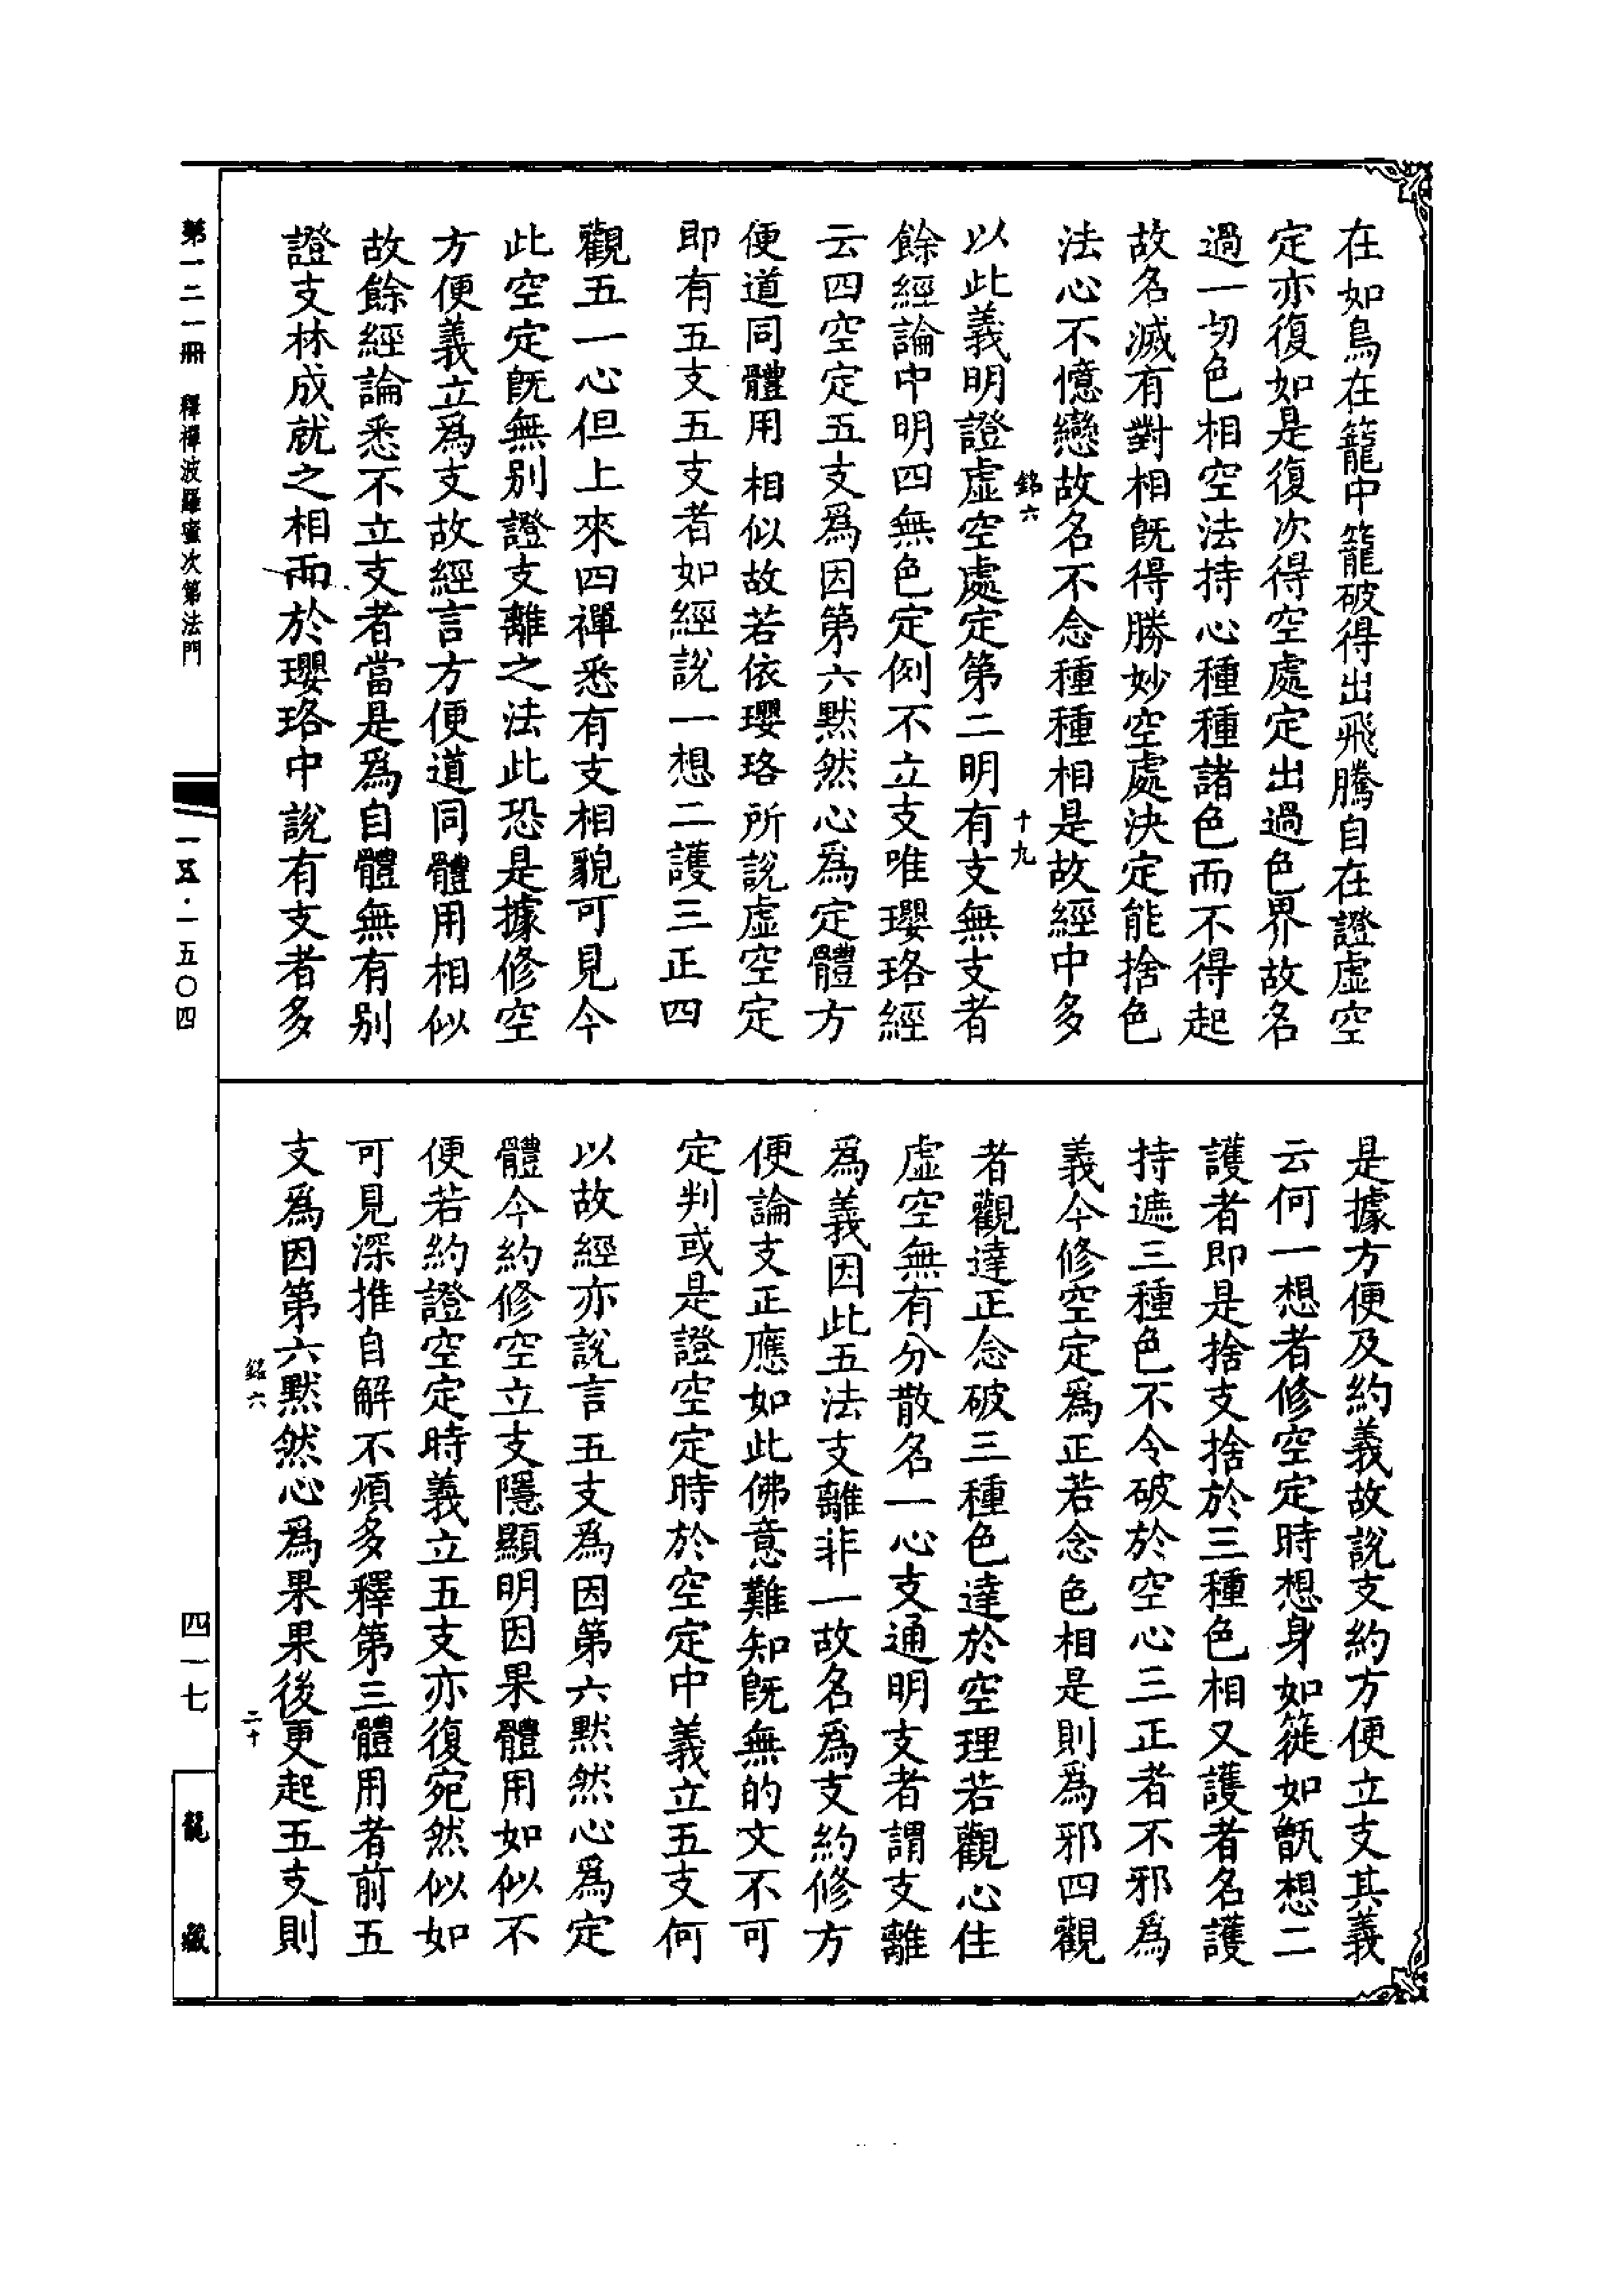 在如鳥在籠中籠破得出飛騰自在證虛空
定亦復如是復次得空處定出過色界故名
過一切色相空法持心種種諸色而不得起
故名滅有對相旣得勝妙空處決定能捨色
法心不憶戀故名不念種種相是故經中多
銘六
十九
以此義明證虛空處定第二明有支無支者
餘經論中明四無色定例不立支唯瓔珞經
云四空定五支爲因第六默然心爲定體方
便道同體用相似故若依瓔珞所說虛空定
即有五支五支者如經說一想二護三正四
觀五一心但上來四禪悉有支相貌可見今
此空定旣無別證支離之法此恐是據修空
方便義立爲支故經言方便道同體用相似
故餘經論悉不立支者當是爲自體無有別
證支林成就之相而於瓔珞中說有支者多
是據方便及約義故說支約方便立支其義
云何一想者修空定時想身如簁如甑想二
護者即是捨支捨於三種色相又護者名護
持遮三種色不令破於空心三正者不邪爲
義今修空定爲正若念色相是則爲邪四觀
者觀達正念破三種色達於空理若觀心住
虛空無有分散名一心支通明支者謂支離
爲義因此五法支離非一故名爲支約修方
便論支正應如此佛意難知旣無的文不可
定判或是證空定時於空定中義立五支何
以故經亦說言五支爲因第六默然心爲定
體今約修空立支隱顯明因果體用如似不
便若約證空定時義立五支亦復宛然似如
可見深推自解不煩多釋第三體用者前五
支爲因第六默然心爲果果後更起五支則
銘六
二十
第一二一冊 釋禪波羅蜜次第法門
一五·一五〇四
四一七
龍藏